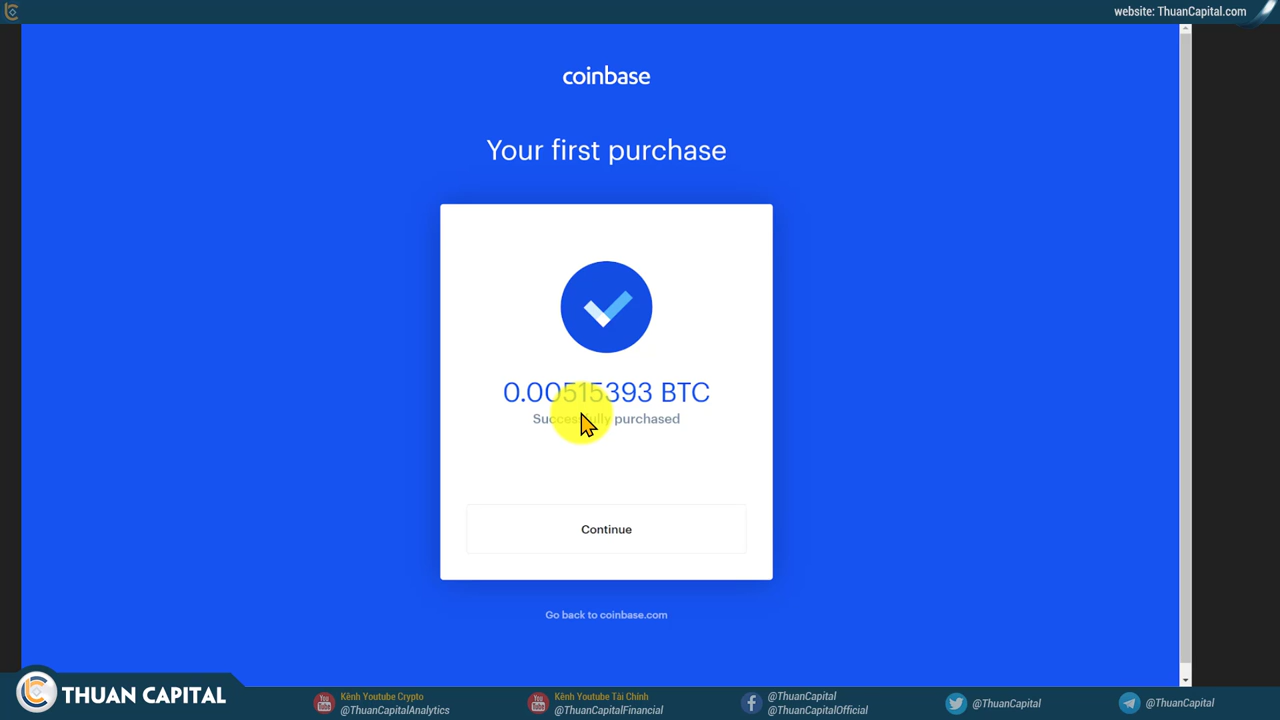 website: ThuanCapital.com
coinbase
Your first purchase
0.00515393 BTC
Successfully purchased
Continue
Go back to coinbase.com
THUAN CAPITAL
Kênh Youtube Crypto
@ThuanCapitalAnalytics
Kênh Youtube Tài Chính
@ThuanCapitalFinancial
@ThuanCapital
@ThuanCapitalOfficial
@ThuanCapital
@ThuanCapital